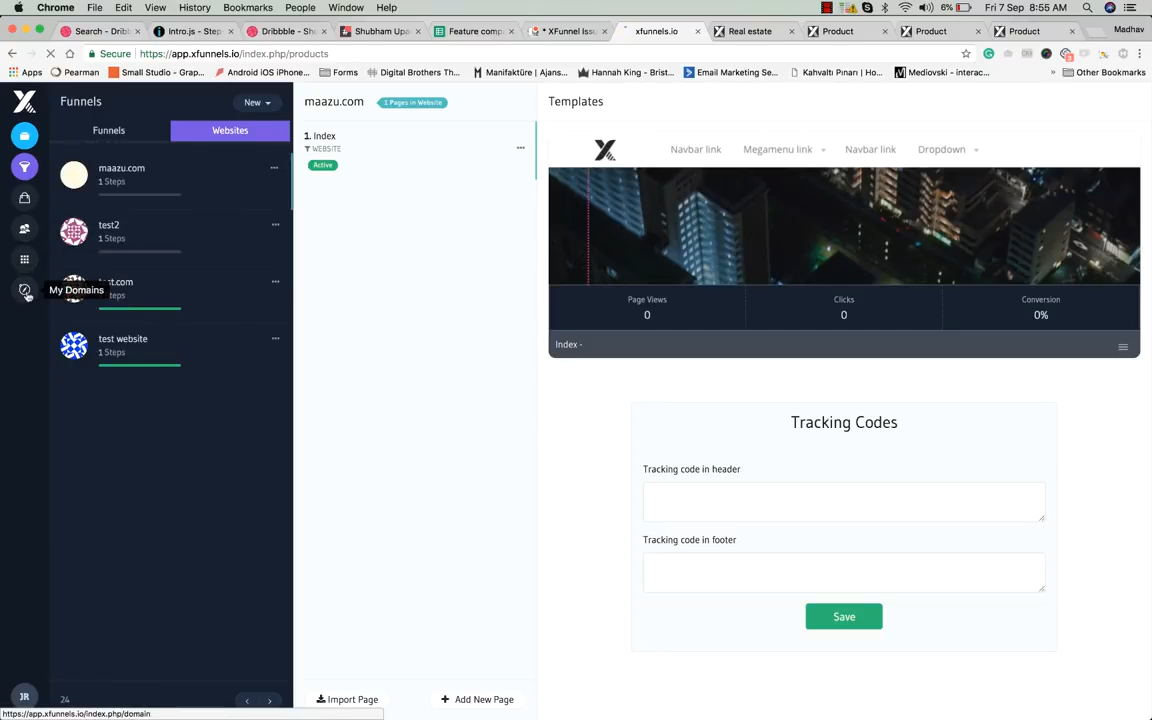 Chrome File Edit View History Bookmarks People Window Help 6% Fri 7 Sep 8:55 AM
Search - Dribb Intro.js - Step Dribbble - Sh Shubham Upa Feature comp * XFunnel Issu xfunnels.io Real estate Product Product Product Madhav
Secure https://app.xfunnels.io/index.php/products
Apps Pearman Small Studio - Grap... Android iOS iPhone... Forms Digital Brothers Th... Manifaktüre | Ajans... Hannah King - Brist... Email Marketing Se... Kahvaltı Pınarı | Ho... Mediovski - interac... » Other Bookmarks
Funnels
New
Funnels Websites
maazu.com
1 Steps
test2
1 Steps
My Domains
test website
1 Steps
24
JR
https://app.xfunnels.io/index.php/domain
maazu.com 1 Pages in Website
1. Index
WEBSITE
Active
Import Page Add New Page
Templates
Navbar link Megamenu link Navbar link Dropdown
Page Views Clicks Conversion
0 0 0%
Index -
Tracking Codes
Tracking code in header
Tracking code in footer
Save